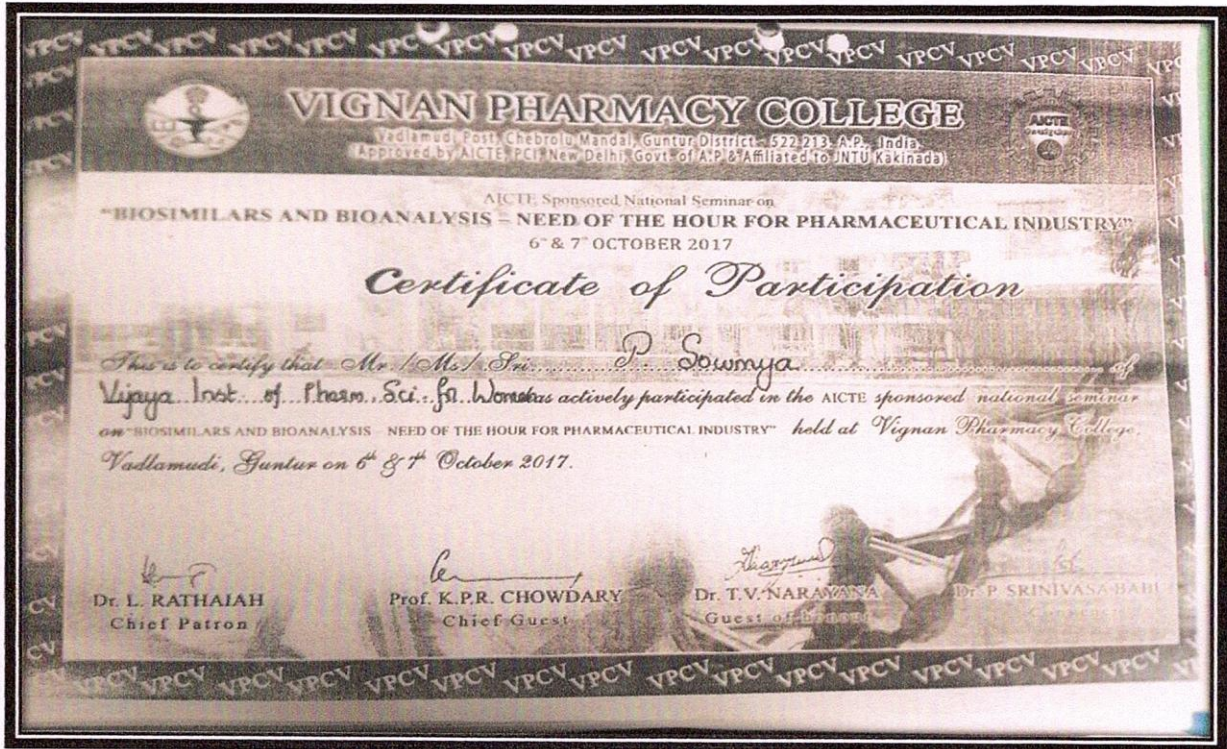 VPCV VPCV VPCV VPCV VPCV VPCV VPCV VPCV VPCV VPCV VPCV VPCV VPCV VPCV VPCV
VIGNAN PHARMACY COLLEGE
Vadlamudi Post, Chebrolu Mandal, Guntur District - 522 213, A.P., India
(Approved by AICTE, PCI, New Delhi, Govt. of A.P & Affiliated to JNTU Kakinada)
AICTE
AICTE Sponsored National Seminar on
"BIOSIMILARS AND BIOANALYSIS – NEED OF THE HOUR FOR PHARMACEUTICAL INDUSTRY"
6th & 7th OCTOBER 2017
Certificate of Participation
This is to certify that Mr / Ms / Sri P. Sowmya of
Vijaya Inst. of Pharm. Sci. for Women has actively participated in the AICTE sponsored national seminar
on "BIOSIMILARS AND BIOANALYSIS NEED OF THE HOUR FOR PHARMACEUTICAL INDUSTRY" held at Vignan Pharmacy College,
Vadlamudi, Guntur on 6th & 7th October 2017.
Dr. L. RATHAIAH
Chief Patron
Prof. K.P.R. CHOWDARY
Chief Guest
Dr. T.V. NARAYANA
Guest of honour
Dr. P. SRINIVASA BABU
VPCV VPCV VPCV VPCV VPCV VPCV VPCV VPCV VPCV VPCV VPCV VPCV VPCV VPCV